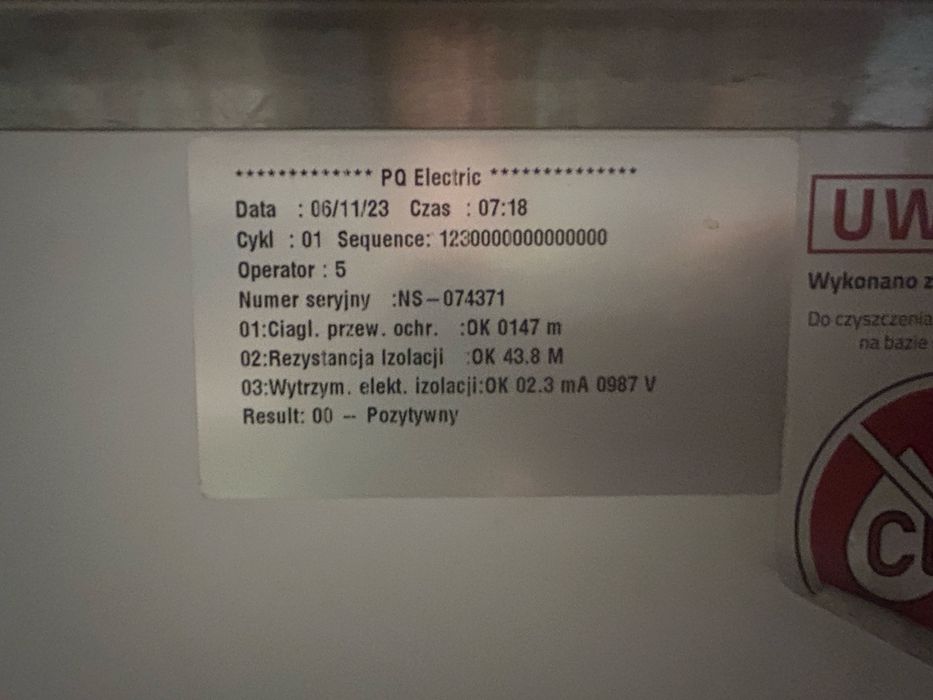 ************* PQ Electric **************
Data : 06/11/23 Czas : 07:18
Cykl : 01 Sequence: 1230000000000000
Operator : 5
Numer seryjny :NS-074371
01:Ciagl. przew. ochr. :OK 0147 m
02:Rezystancja Izolacji :OK 43.8 M
03:Wytrzym. elekt. izolacji:OK 02.3 mA 0987 V
Result: 00 -- Pozytywny
UW
Wykonano z
Do czyszczenia
na bazie